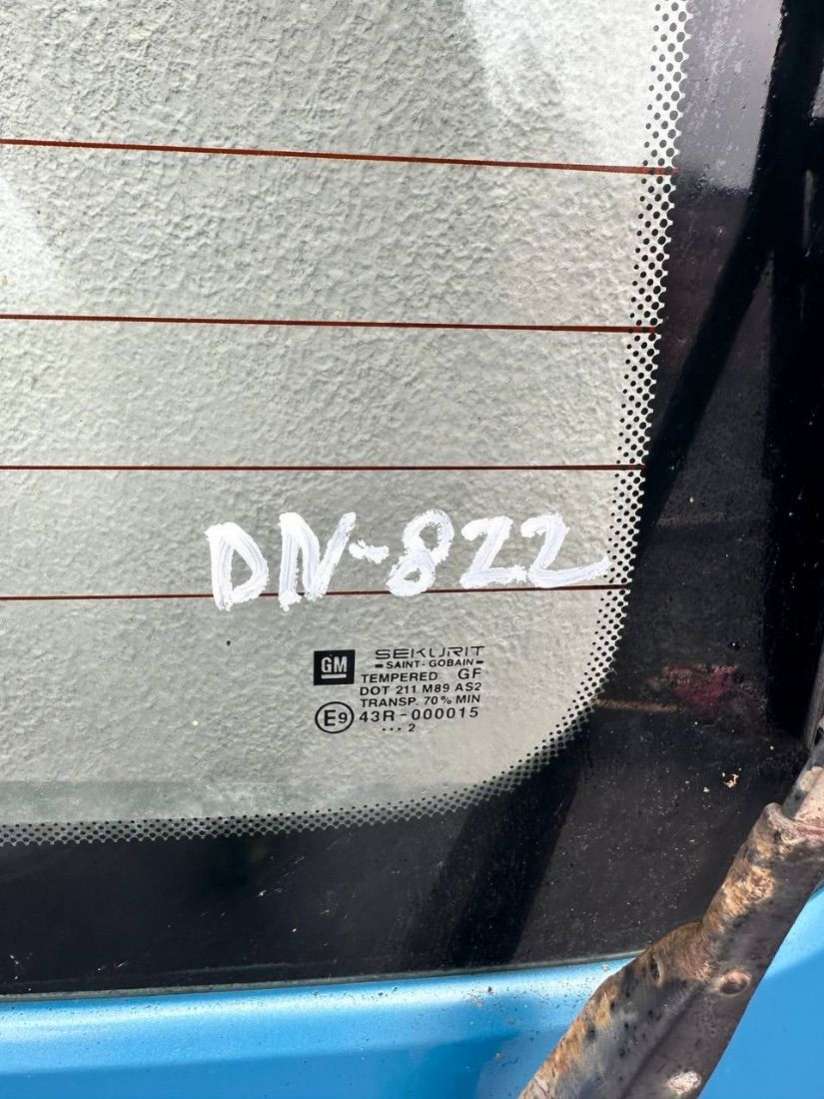 DN-822
GM
SEKURIT
SAINT-GOBAIN
TEMPERED GF
DOT 211 M89 AS2
TRANSP. 70% MIN
E9 43R-000015
...2